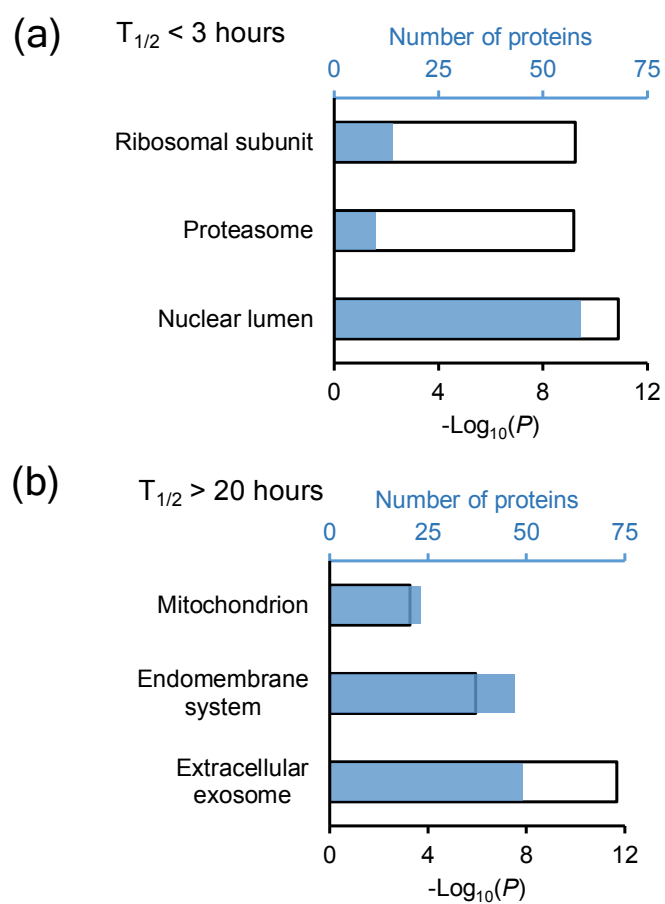 (a) T1/2 < 3 hours
Number of proteins
0 25 50 75
Ribosomal subunit
Proteasome
Nuclear lumen
0 4 8 12
-Log10(P)
(b) T1/2 > 20 hours
Number of proteins
0 25 50 75
Mitochondrion
Endomembrane
system
Extracellular
exosome
0 4 8 12
-Log10(P)